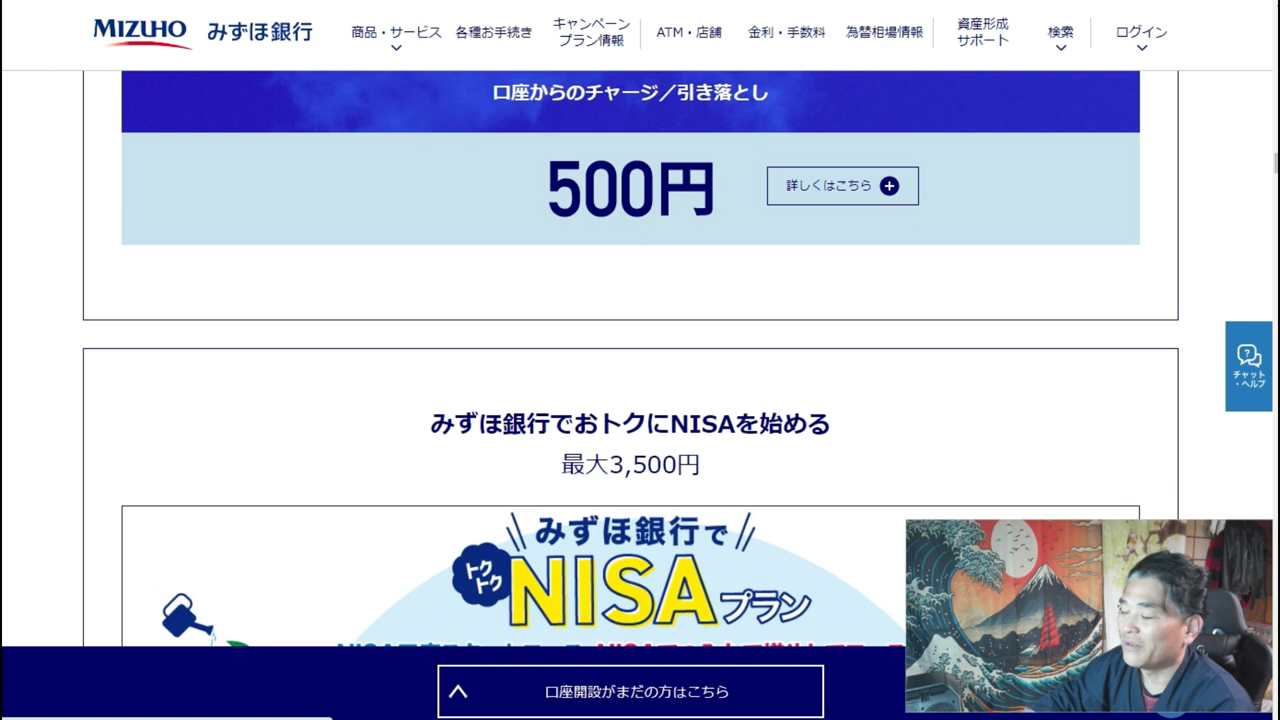 MIZUHO みずほ銀行
商品・サービス
各種お手続き
キャンペーン
プラン情報
ATM・店舗
金利・手数料
為替相場情報
資産形成
サポート
検索
ログイン
口座からのチャージ／引き落とし
500円
詳しくはこちら
チャット
・ヘルプ
みずほ銀行でおトクにNISAを始める
最大3,500円
みずほ銀行で
トク
トク
NISAプラン
口座開設がまだの方はこちら